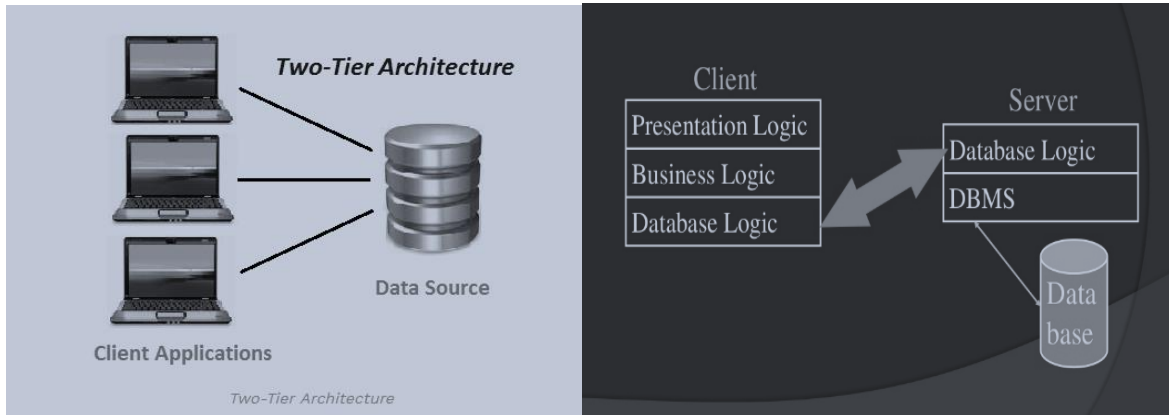 Two-Tier Architecture
Data Source
Client Applications
Two-Tier Architecture
Client
Presentation Logic
Business Logic
Database Logic
Server
Database Logic
DBMS
Data
base